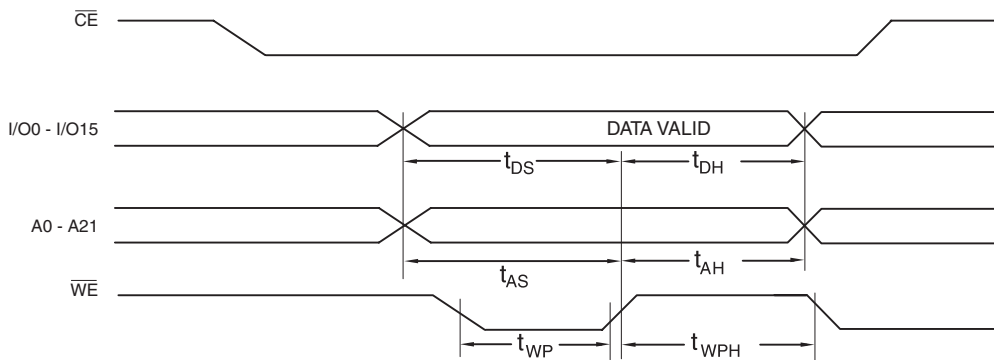 CE
I/O0 - I/O15
DATA VALID
tDS
tDH
A0 - A21
tAS
tAH
WE
tWP
tWPH